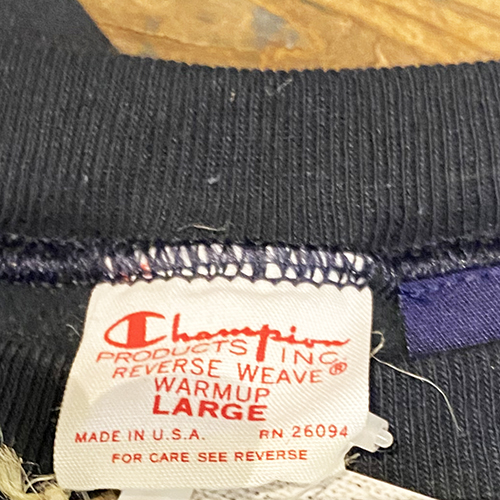 Champion
PRODUCTS INC.
REVERSE WEAVE®
WARMUP
LARGE
MADE IN U.S.A. RN 26094
FOR CARE SEE REVERSE